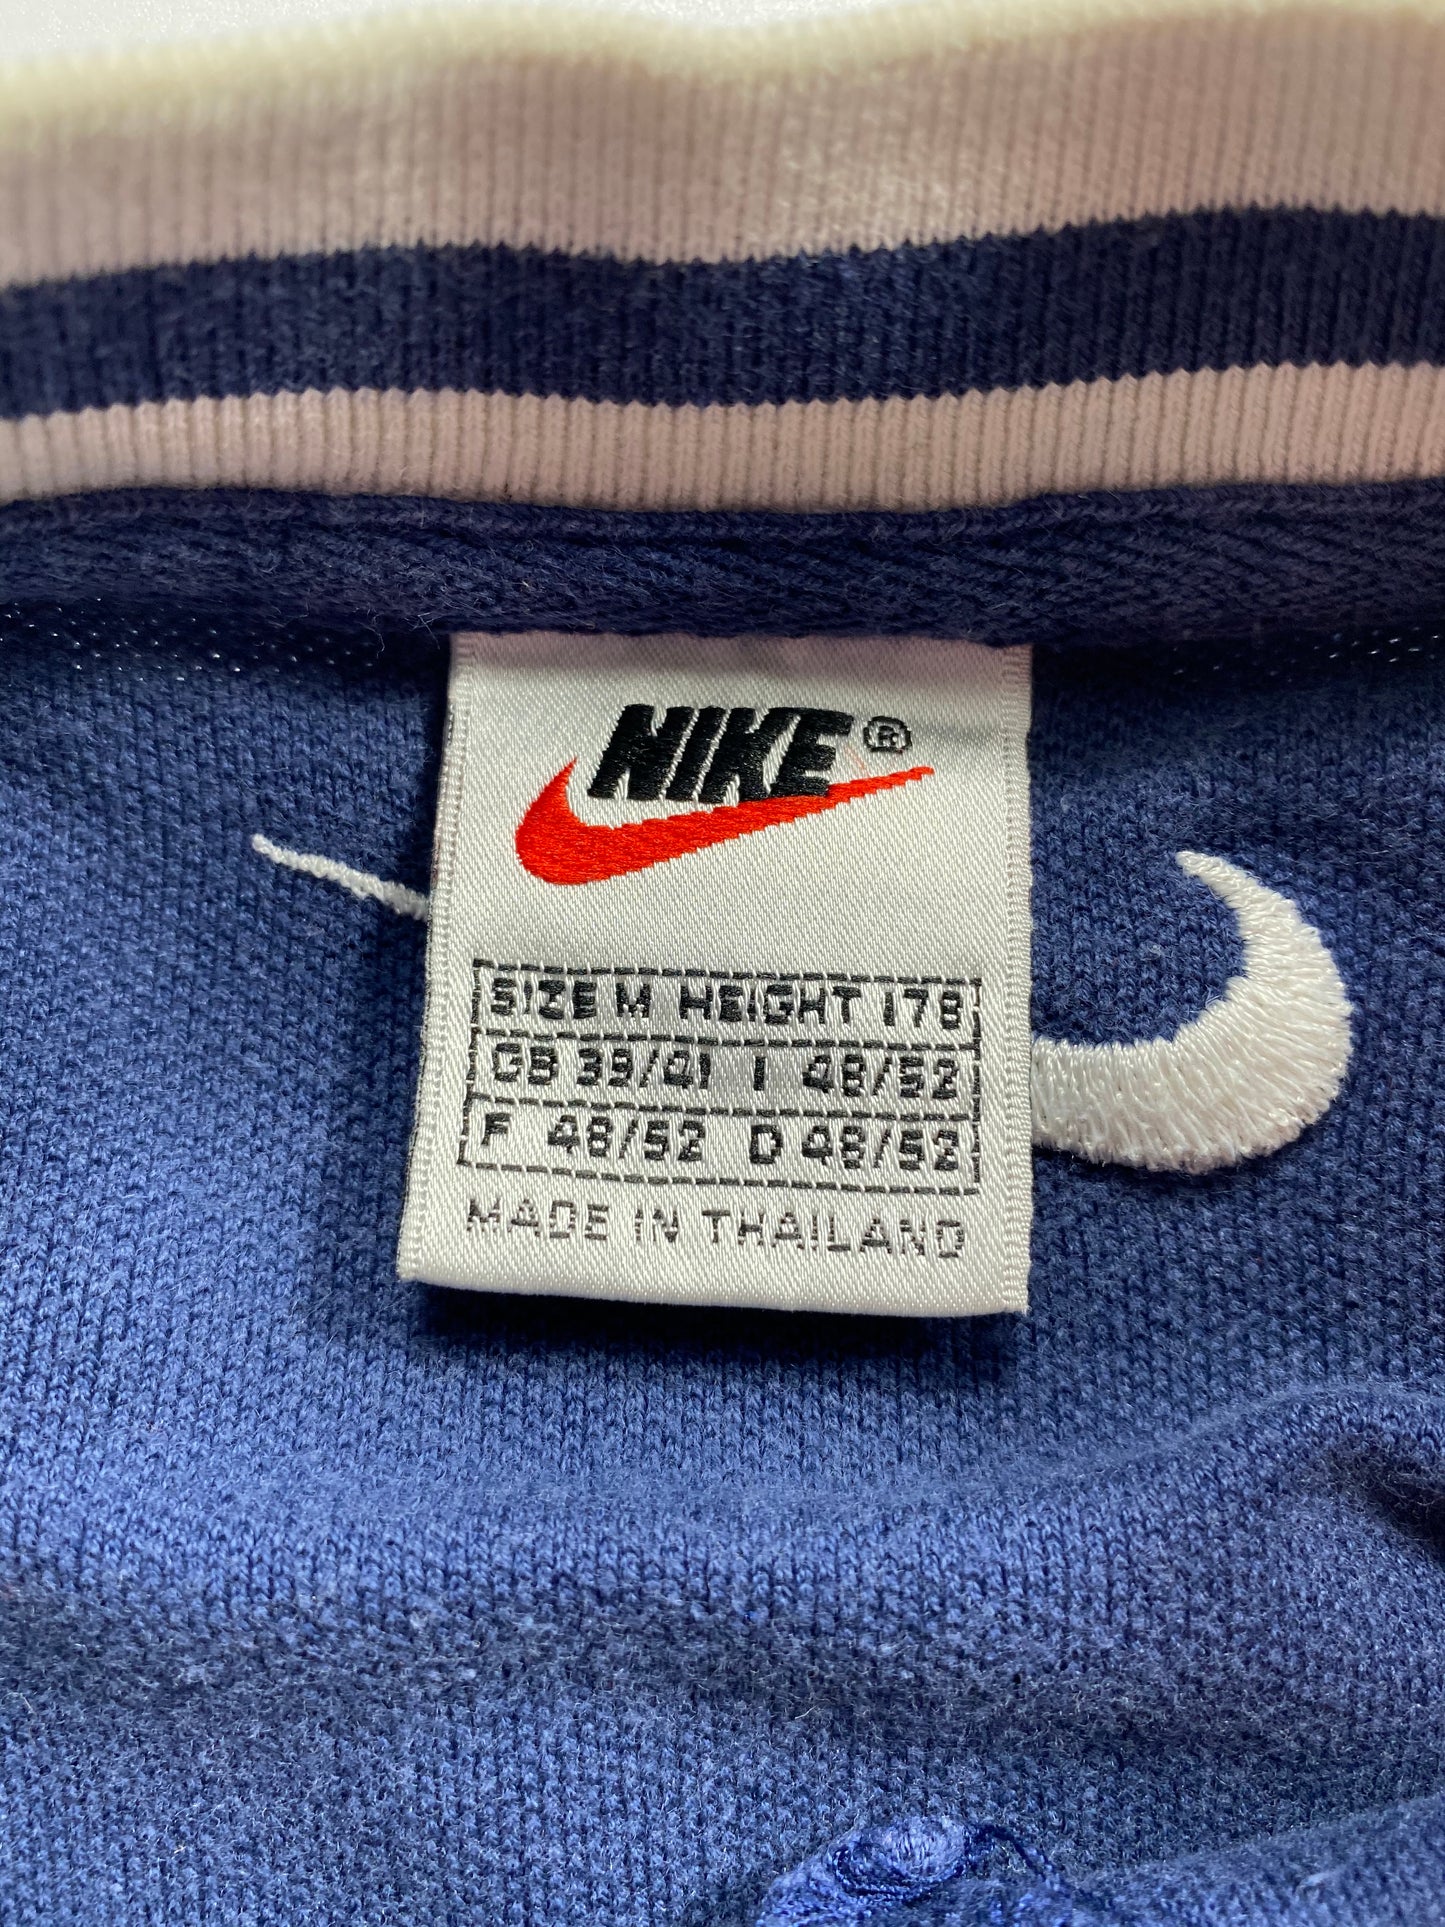 NIKE®
SIZE M HEIGHT 178
GB 39/41 I 48/52
F 48/52 D 48/52
MADE IN THAILAND